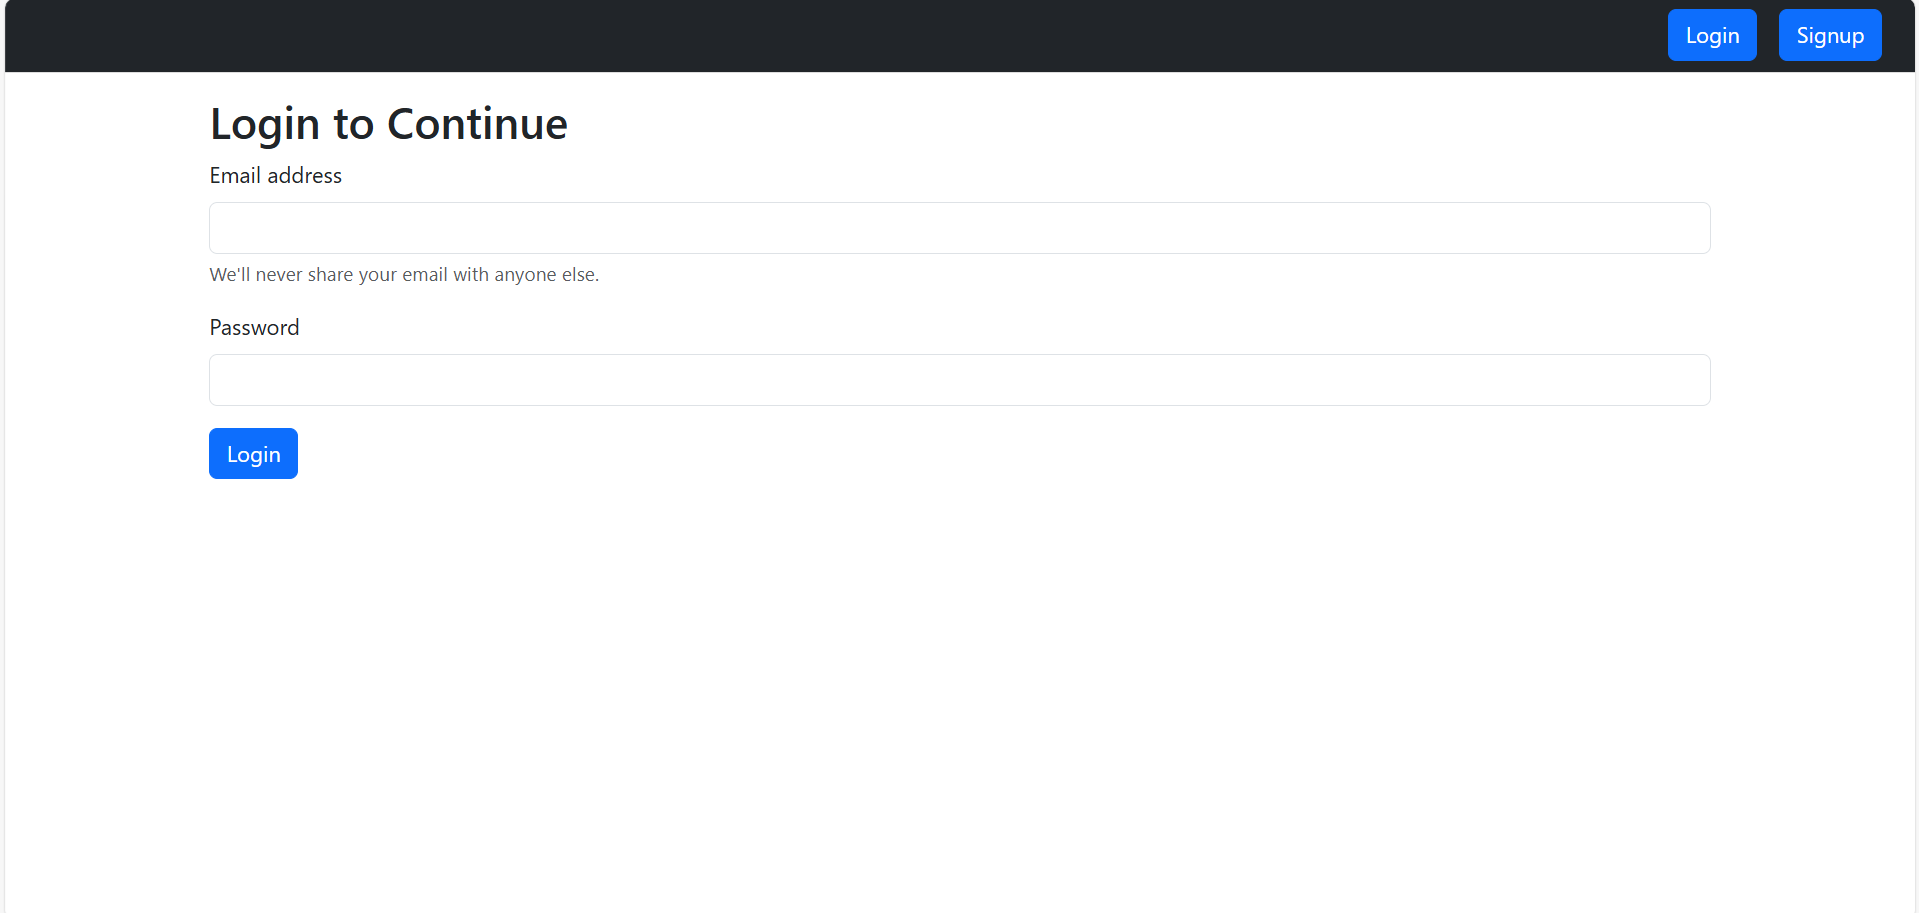 Login Signup
Login to Continue
Email address
We'll never share your email with anyone else.
Password
Login